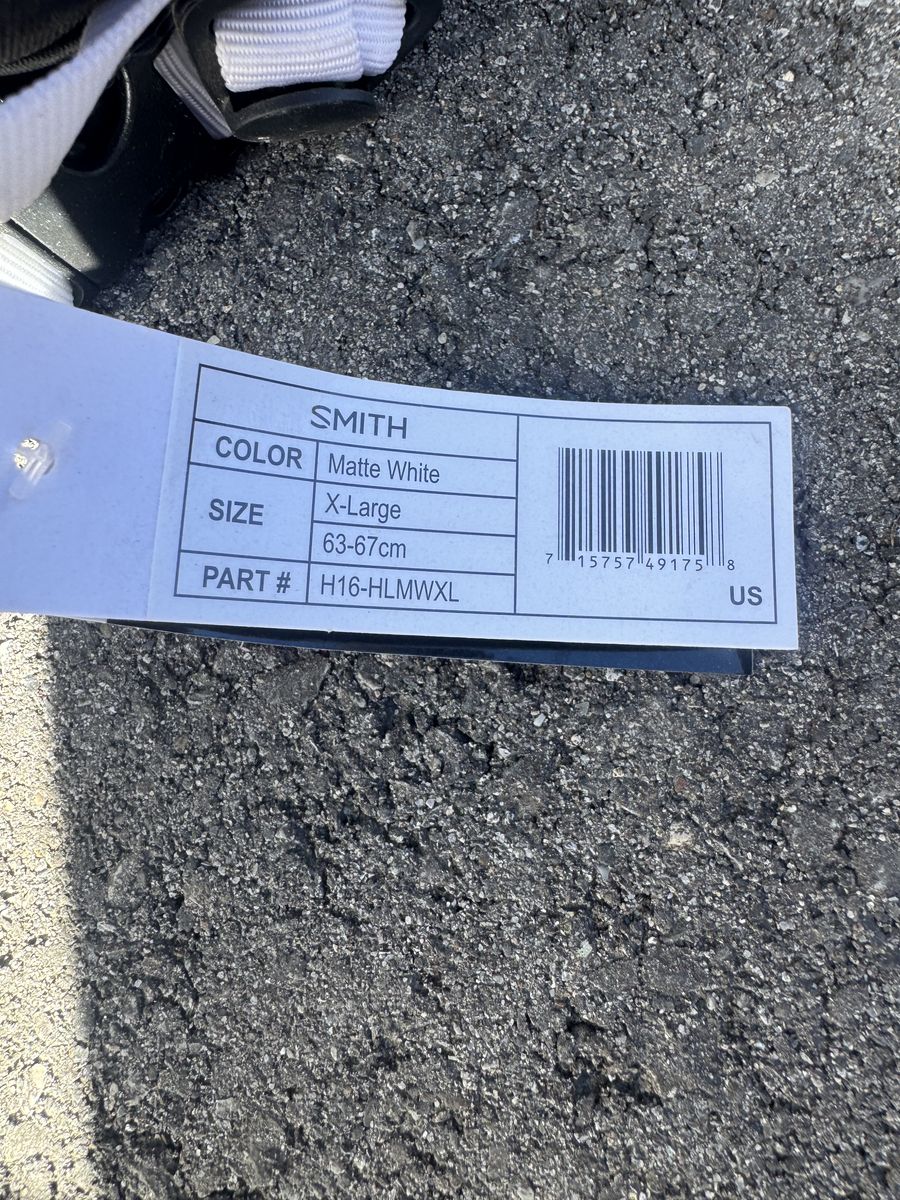 SMITH
COLOR Matte White
SIZE X-Large
63-67cm
PART # H16-HLMWXL
7 15757 49175 8
US